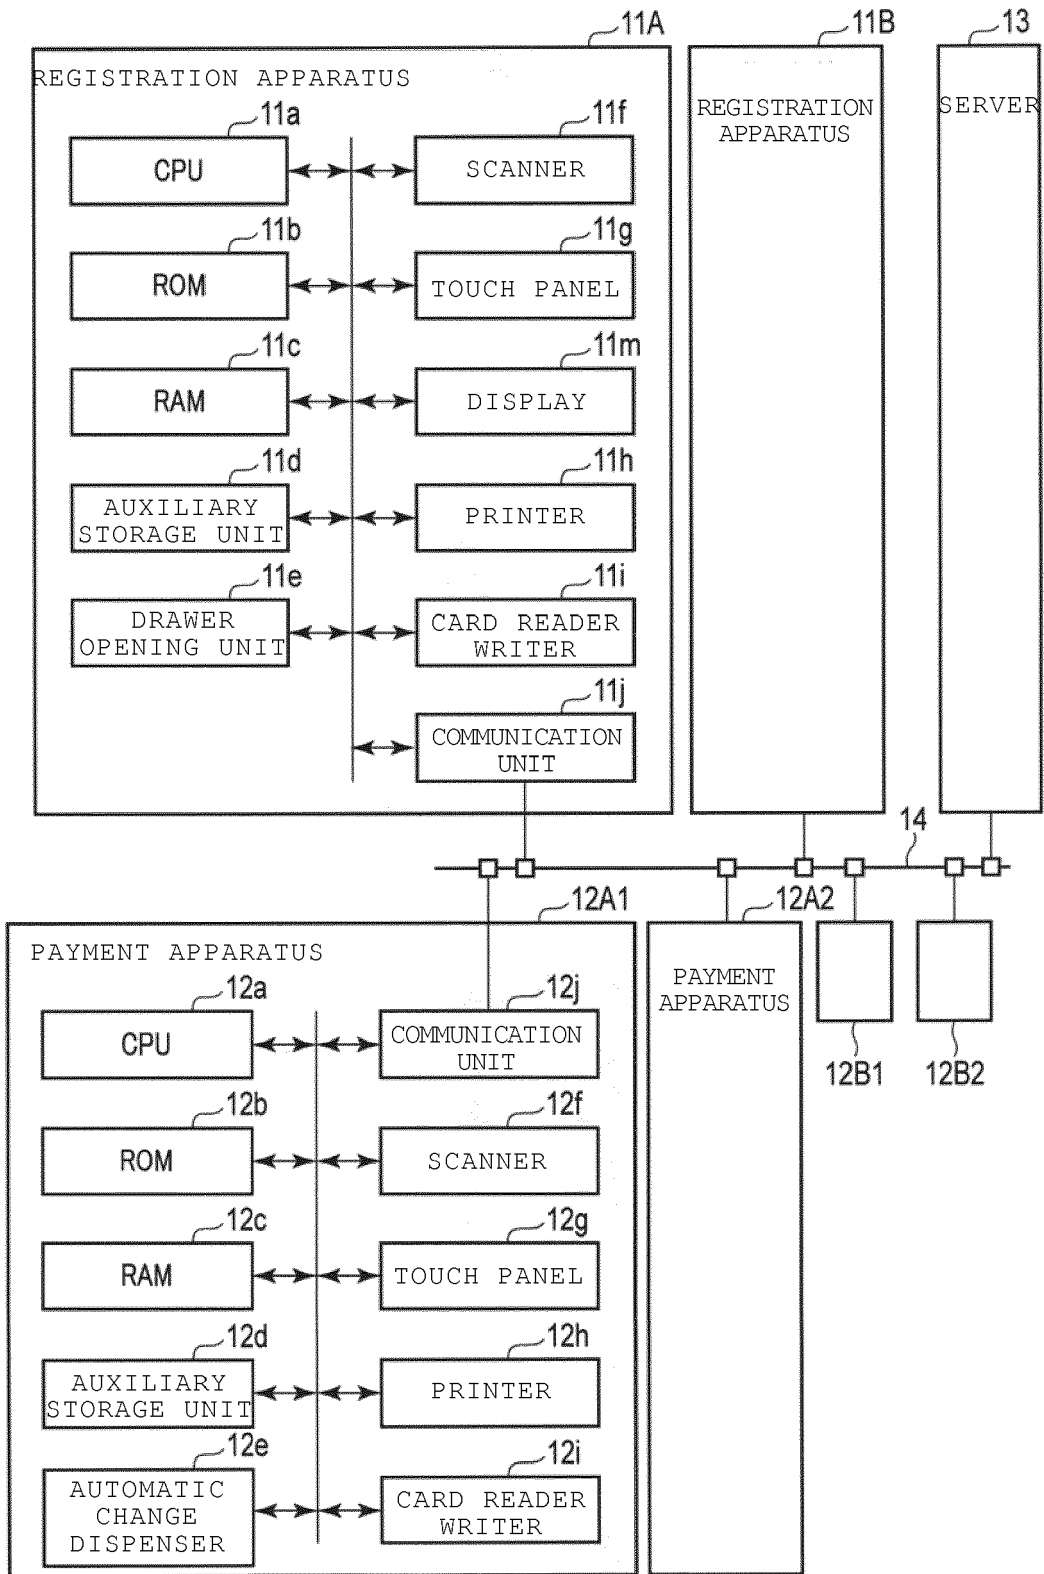 11A
11B
13
REGISTRATION APPARATUS
REGISTRATION
APPARATUS
SERVER
11a
CPU
11f
SCANNER
11b
ROM
11g
TOUCH PANEL
11c
RAM
11m
DISPLAY
11d
AUXILIARY
STORAGE UNIT
11h
PRINTER
11e
DRAWER
OPENING UNIT
11i
CARD READER
WRITER
11j
COMMUNICATION
UNIT
14
12A1
12A2
PAYMENT APPARATUS
PAYMENT
APPARATUS
12B1
12B2
12a
CPU
12j
COMMUNICATION
UNIT
12b
ROM
12f
SCANNER
12c
RAM
12g
TOUCH PANEL
12d
AUXILIARY
STORAGE UNIT
12h
PRINTER
12e
AUTOMATIC
CHANGE
DISPENSER
12i
CARD READER
WRITER